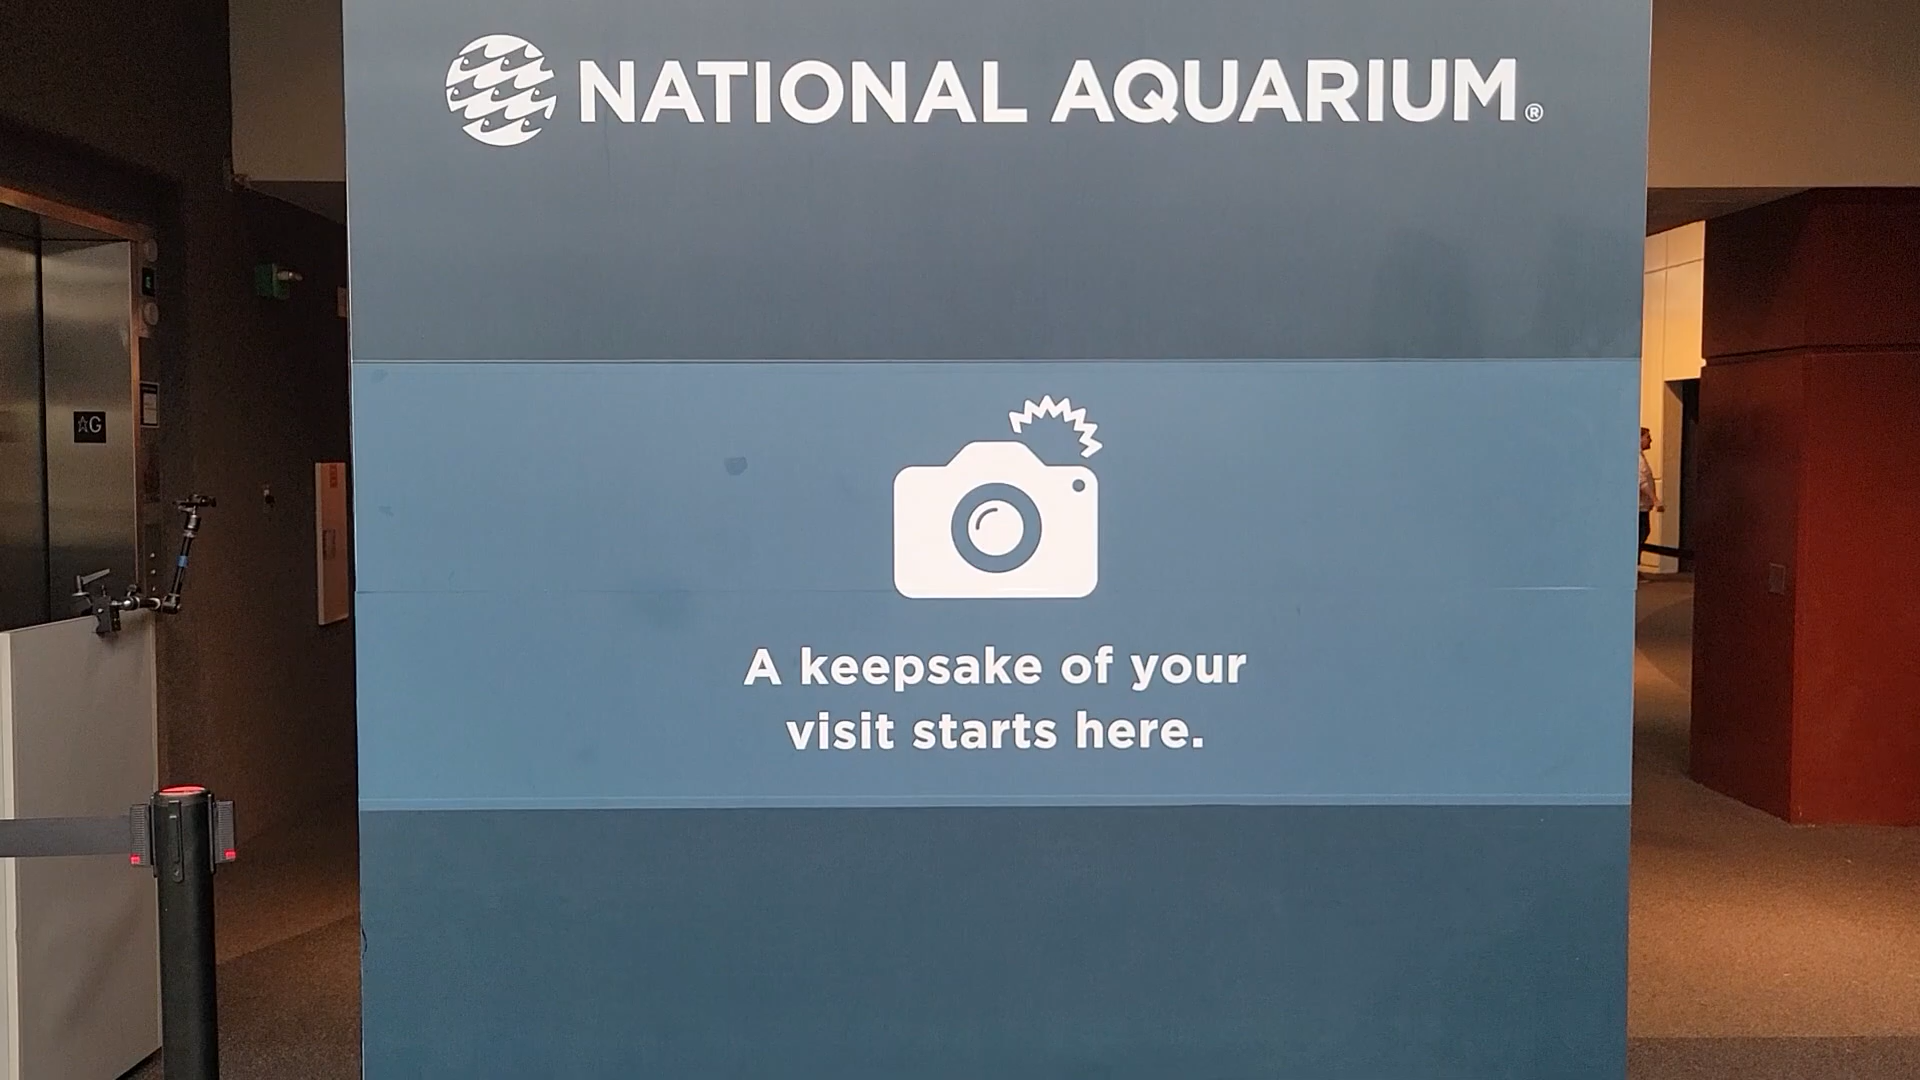 NATIONAL AQUARIUM®
A keepsake of your
visit starts here.
☆G